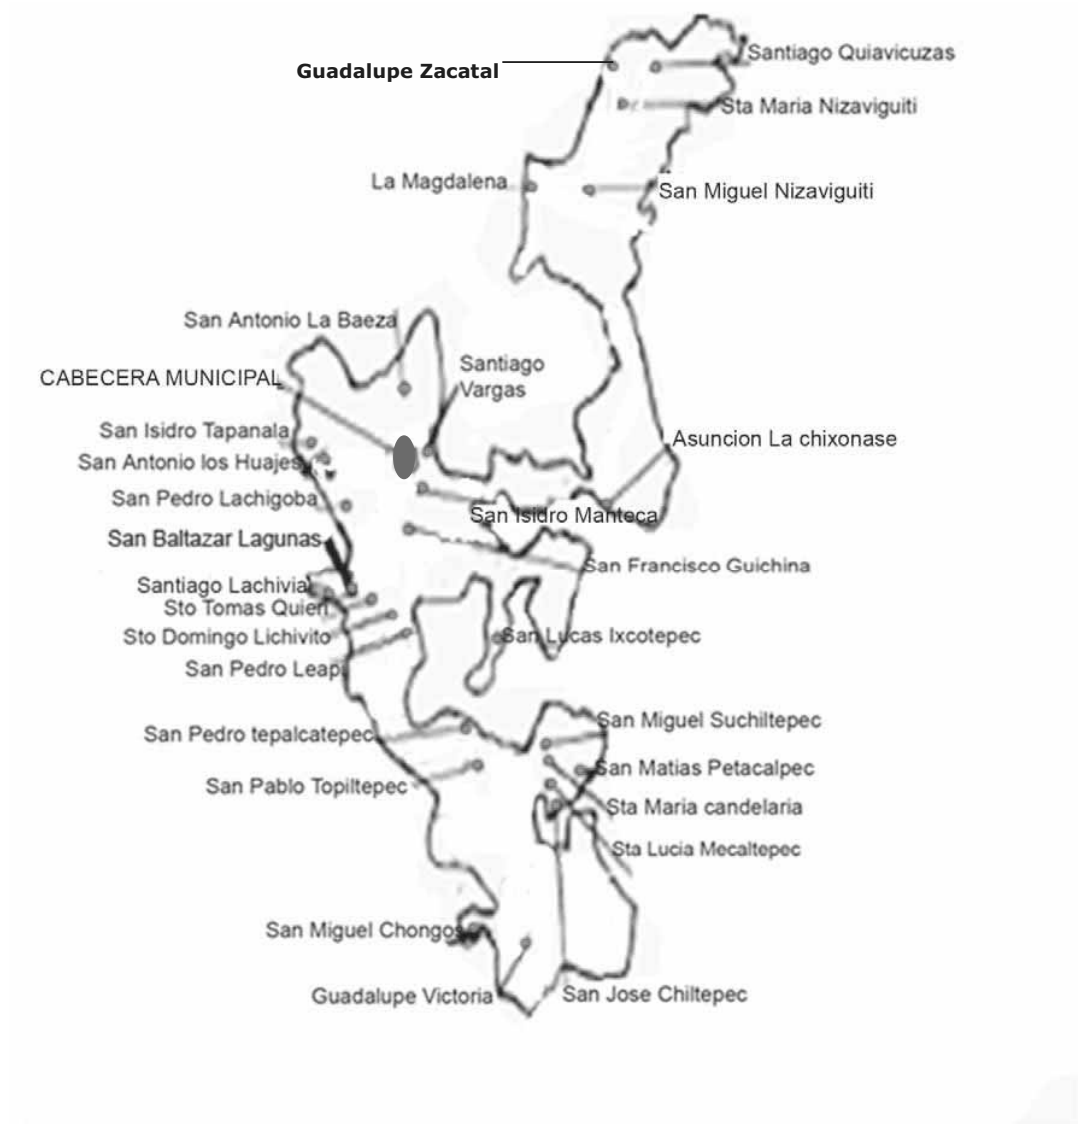 Santiago Quiavicuzas
Guadalupe Zacatal
Sta Maria Nizaviguiti
La Magdalena
San Miguel Nizaviguiti
San Antonio La Baeza
Santiago
Vargas
CABECERA MUNICIPAL
San Isidro Tapanala
Asuncion La chixonase
San Antonio los Huajes
San Pedro Lachigoba
San Isidro Manteca
San Baltazar Lagunas
San Francisco Guichina
Santiago Lachivia
Sto Tomas Quieri
Sto Domingo Lichivito
San Lucas Ixcotepec
San Pedro Leapi
San Miguel Suchiltepec
San Pedro tepalcatepec
San Matias Petacalpec
San Pablo Topiltepec
Sta Maria candelaria
Sta Lucia Mecaltepec
San Miguel Chongos
Guadalupe Victoria
San Jose Chiltepec